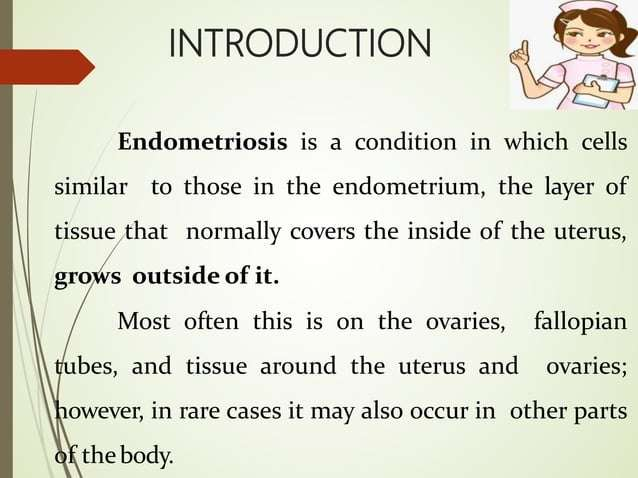 INTRODUCTION
Endometriosis is a condition in which cells
similar to those in the endometrium, the layer of
tissue that normally covers the inside of the uterus,
grows outside of it.
Most often this is on the ovaries, fallopian
tubes, and tissue around the uterus and ovaries;
however, in rare cases it may also occur in other parts
of the body.